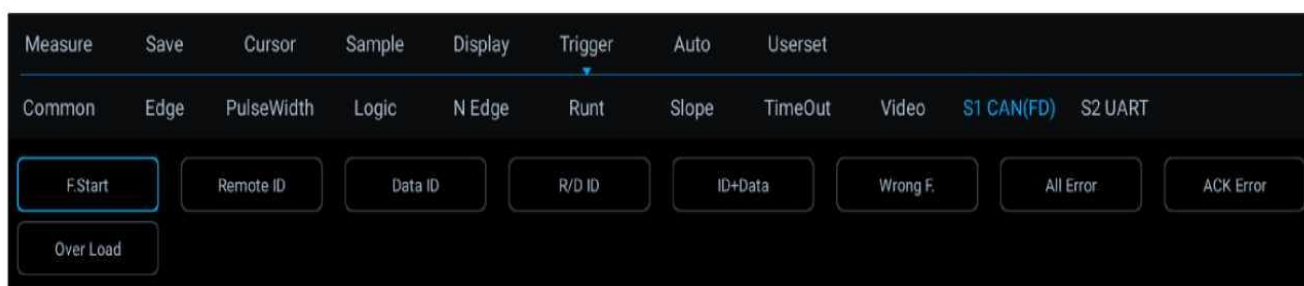 Measure Save Cursor Sample Display Trigger Auto Userset
Common Edge PulseWidth Logic N Edge Runt Slope TimeOut Video S1 CAN(FD) S2 UART
F.Start Remote ID Data ID R/D ID ID+Data Wrong F. All Error ACK Error
Over Load